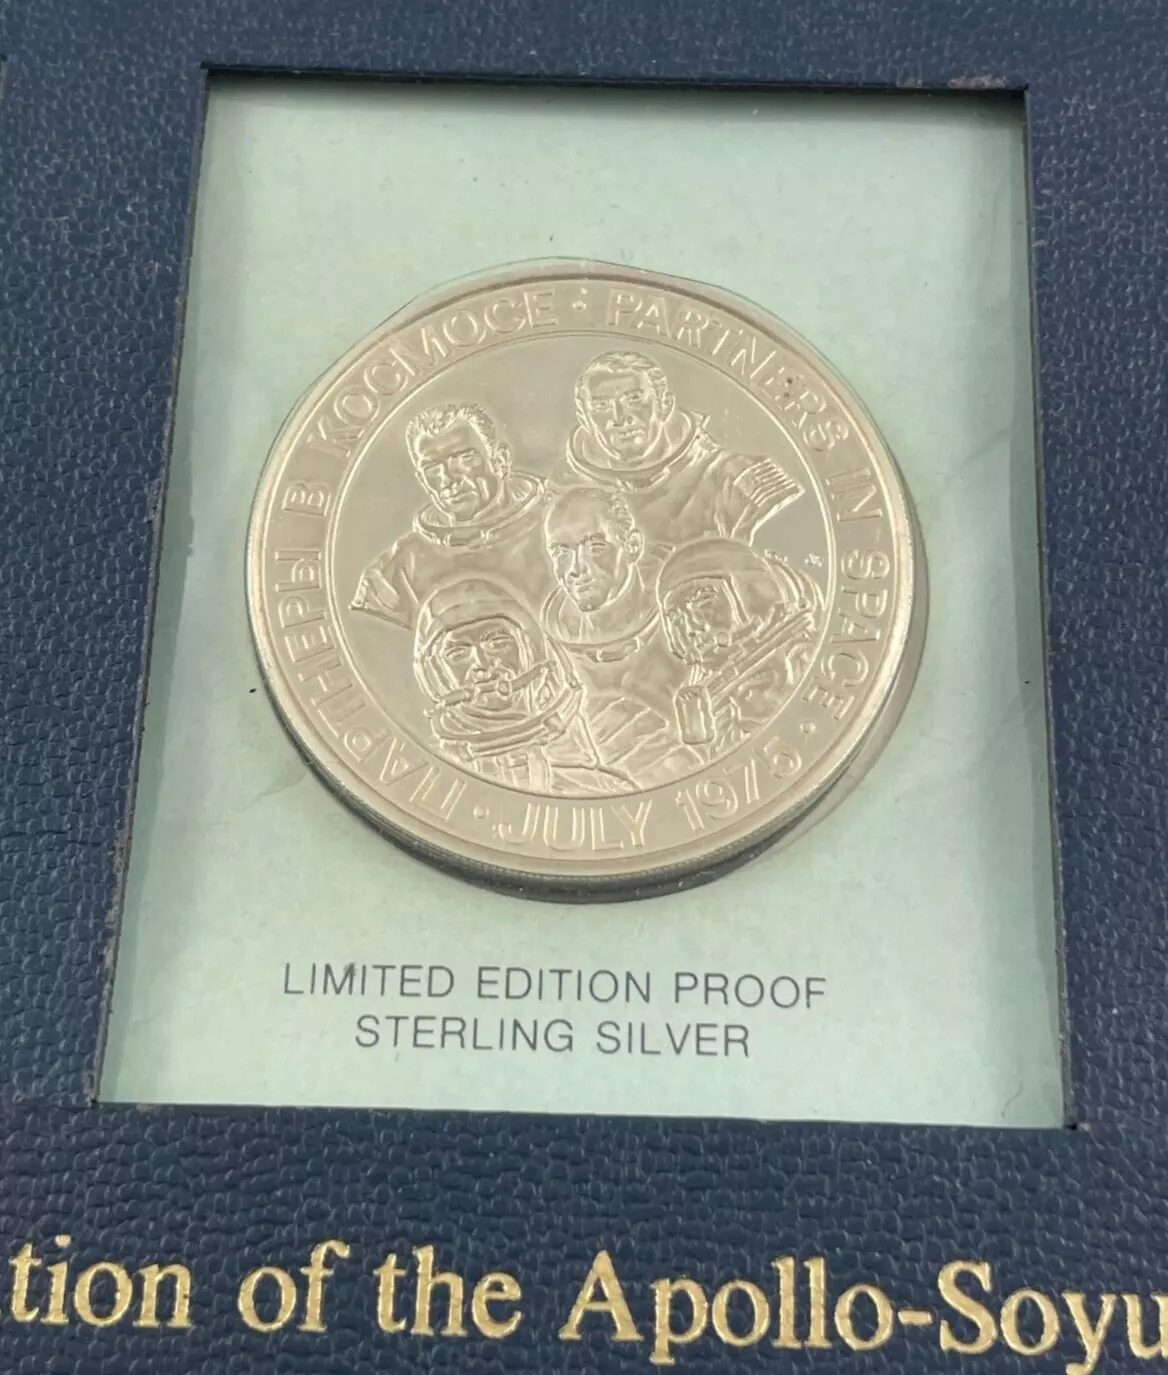 ПАРТНЕРЫ В КОСМОСЕ · PARTNERS IN SPACE ·
· JULY 1975
LIMITED EDITION PROOF
STERLING SILVER
tion of the Apollo-Soyu